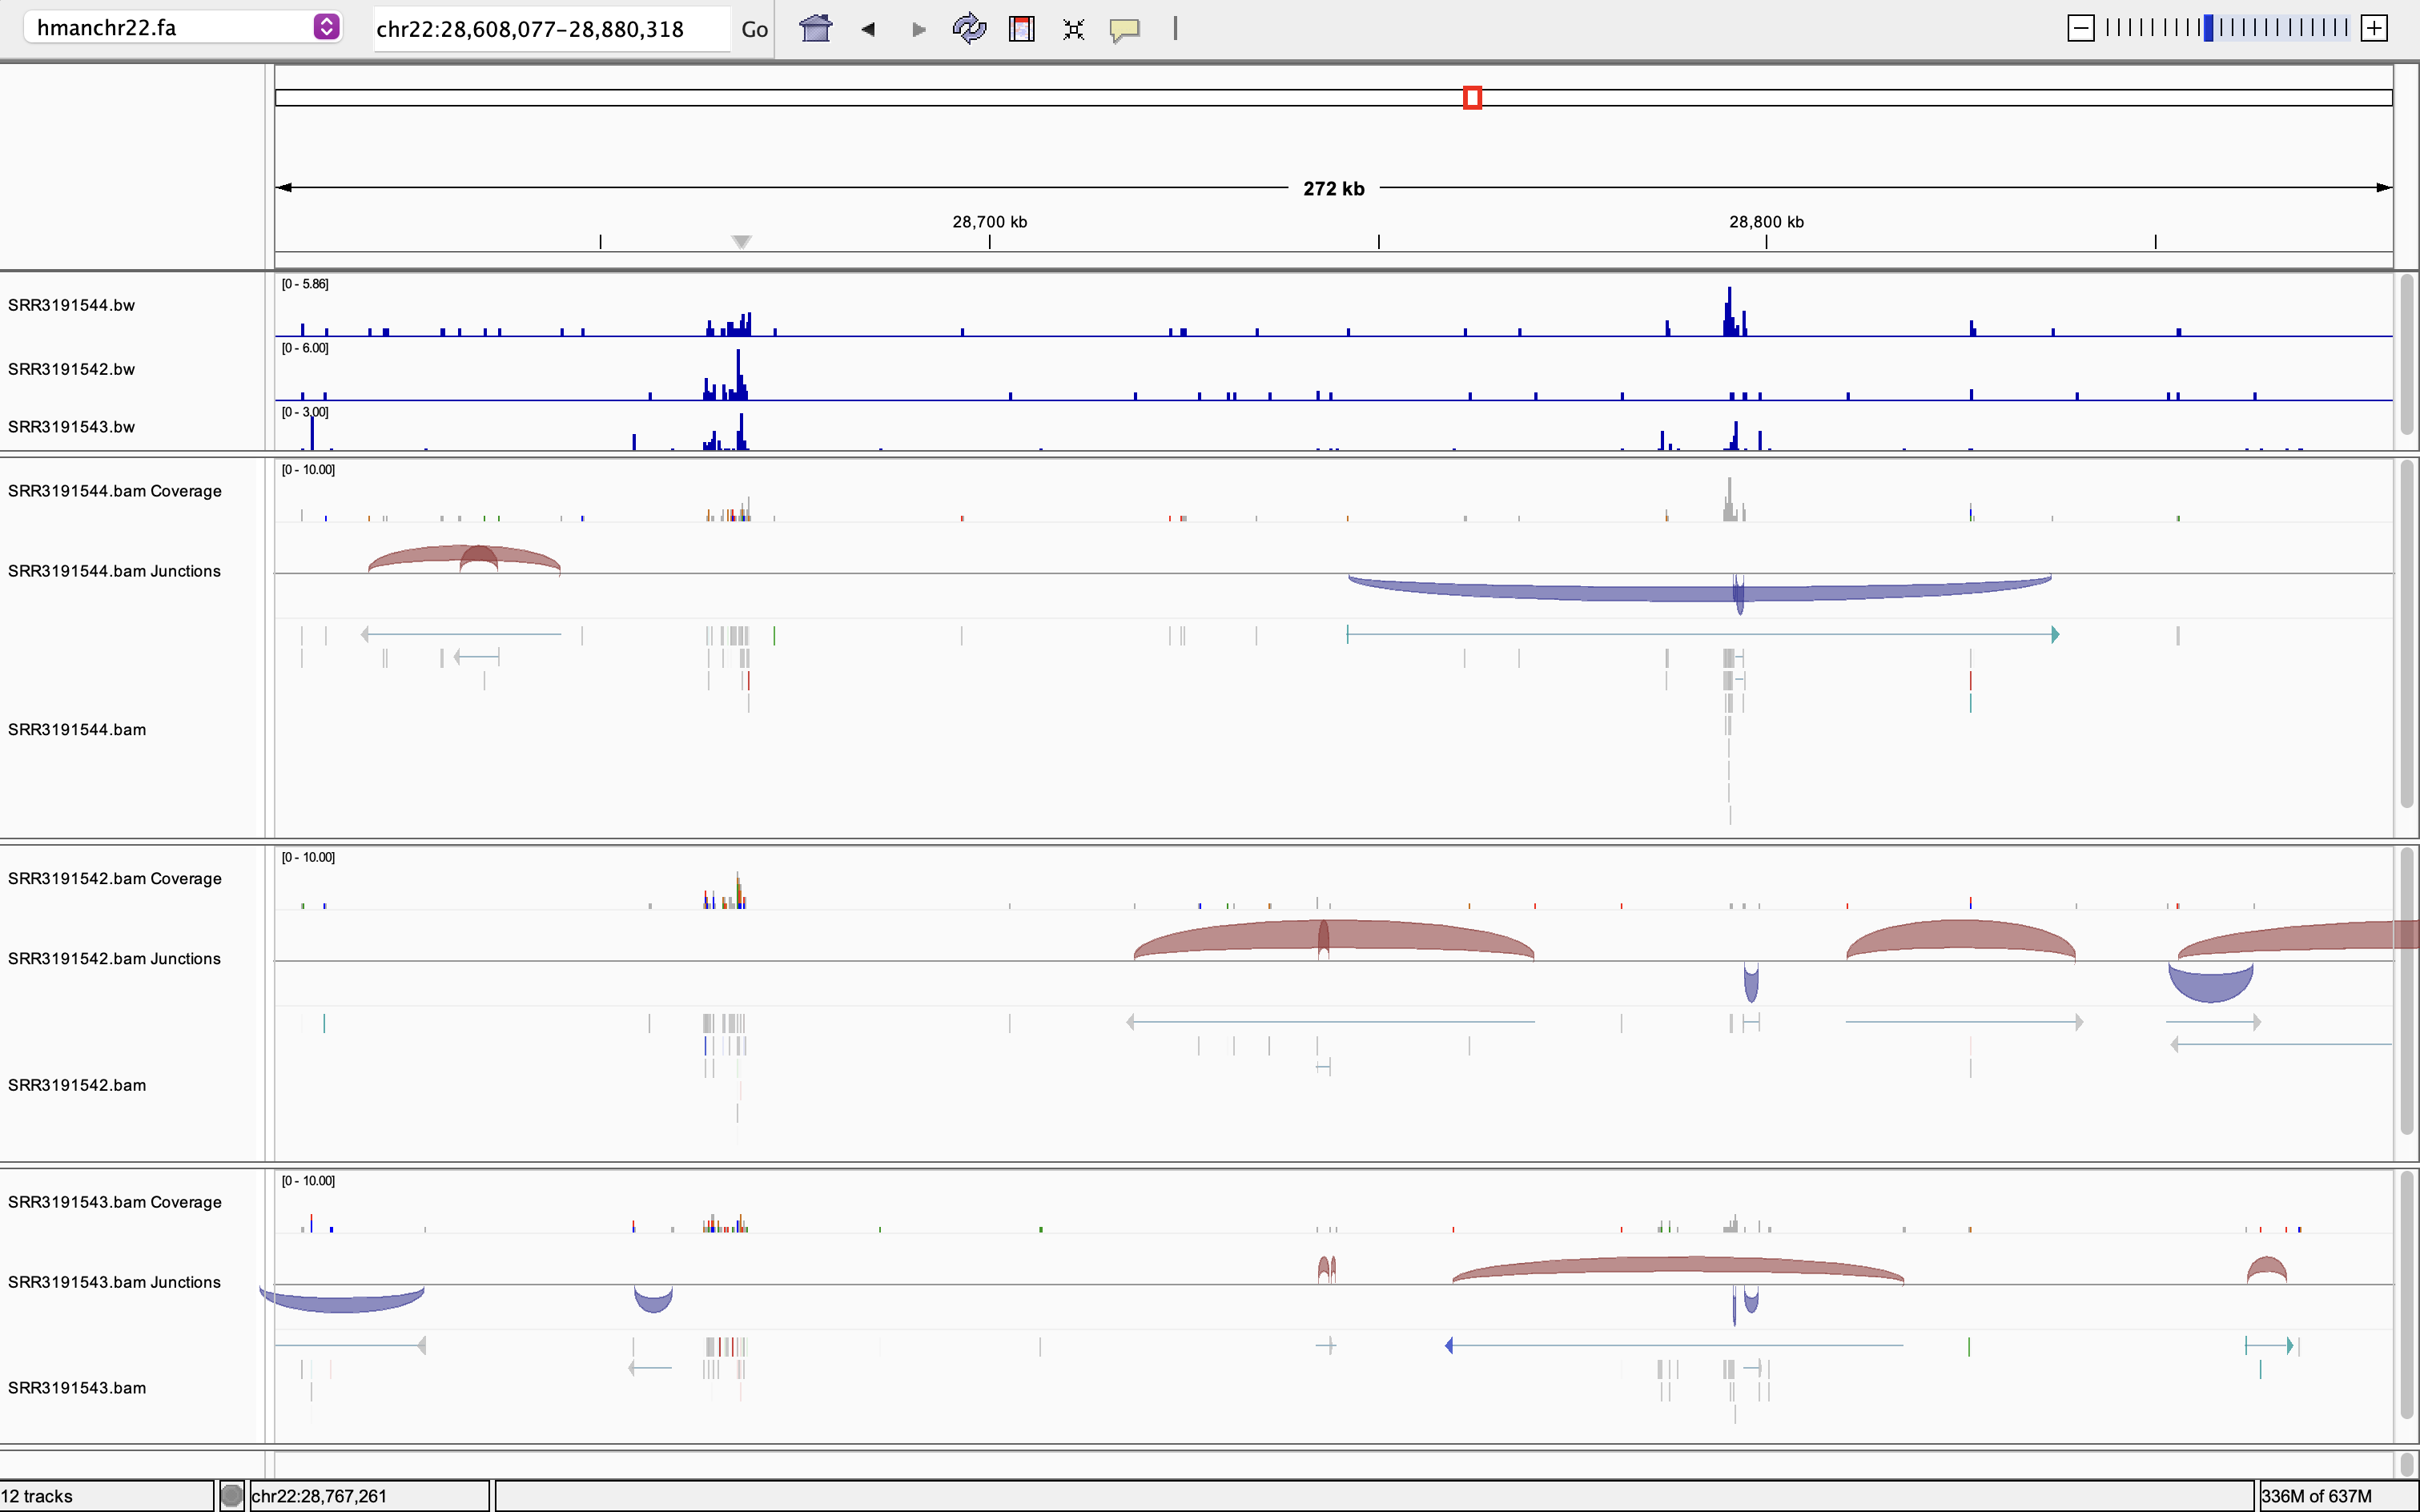 hmanchr22.fa
chr22:28,608,077-28,880,318
Go
272 kb
28,700 kb
28,800 kb
SRR3191544.bw
[0 - 5.86]
SRR3191542.bw
[0 - 6.00]
SRR3191543.bw
[0 - 3.00]
SRR3191544.bam Coverage
[0 - 10.00]
SRR3191544.bam Junctions
SRR3191544.bam
SRR3191542.bam Coverage
[0 - 10.00]
SRR3191542.bam Junctions
SRR3191542.bam
SRR3191543.bam Coverage
[0 - 10.00]
SRR3191543.bam Junctions
SRR3191543.bam
12 tracks
chr22:28,767,261
336M of 637M